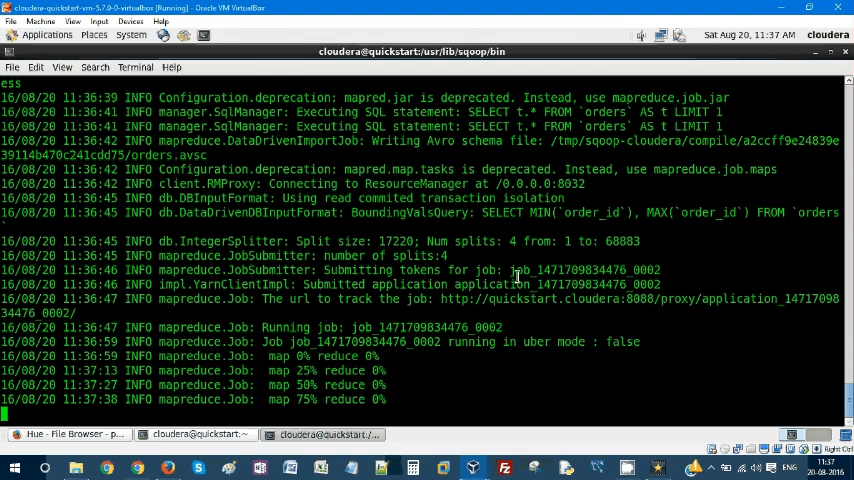 cloudera-quickstart-vm-5.7.0-0-virtualbox [Running] - Oracle VM VirtualBox
File Machine View Input Devices Help
Applications Places System Sat Aug 20, 11:37 AM cloudera
cloudera@quickstart:/usr/lib/sqoop/bin
File Edit View Search Terminal Help
ess
16/08/20 11:36:39 INFO Configuration.deprecation: mapred.jar is deprecated. Instead, use mapreduce.job.jar
16/08/20 11:36:41 INFO manager.SqlManager: Executing SQL statement: SELECT t.* FROM `orders` AS t LIMIT 1
16/08/20 11:36:41 INFO manager.SqlManager: Executing SQL statement: SELECT t.* FROM `orders` AS t LIMIT 1
16/08/20 11:36:42 INFO mapreduce.DataDrivenImportJob: Writing Avro schema file: /tmp/sqoop-cloudera/compile/a2ccff9e24839e
39114b470c241cdd75/orders.avsc
16/08/20 11:36:42 INFO Configuration.deprecation: mapred.map.tasks is deprecated. Instead, use mapreduce.job.maps
16/08/20 11:36:42 INFO client.RMProxy: Connecting to ResourceManager at /0.0.0.0:8032
16/08/20 11:36:45 INFO db.DBInputFormat: Using read commited transaction isolation
16/08/20 11:36:45 INFO db.DataDrivenDBInputFormat: BoundingValsQuery: SELECT MIN(`order_id`), MAX(`order_id`) FROM `orders
`
16/08/20 11:36:45 INFO db.IntegerSplitter: Split size: 17220; Num splits: 4 from: 1 to: 68883
16/08/20 11:36:45 INFO mapreduce.JobSubmitter: number of splits:4
16/08/20 11:36:46 INFO mapreduce.JobSubmitter: Submitting tokens for job: job_1471709834476_0002
16/08/20 11:36:46 INFO impl.YarnClientImpl: Submitted application application_1471709834476_0002
16/08/20 11:36:47 INFO mapreduce.Job: The url to track the job: http://quickstart.cloudera:8088/proxy/application_14717098
34476_0002/
16/08/20 11:36:47 INFO mapreduce.Job: Running job: job_1471709834476_0002
16/08/20 11:36:59 INFO mapreduce.Job: Job job_1471709834476_0002 running in uber mode : false
16/08/20 11:36:59 INFO mapreduce.Job:  map 0% reduce 0%
16/08/20 11:37:13 INFO mapreduce.Job:  map 25% reduce 0%
16/08/20 11:37:27 INFO mapreduce.Job:  map 50% reduce 0%
16/08/20 11:37:38 INFO mapreduce.Job:  map 75% reduce 0%
Hue - File Browser - p... cloudera@quickstart:~ cloudera@quickstart:/...
Right Ctrl
ENG 11:37
20-08-2016